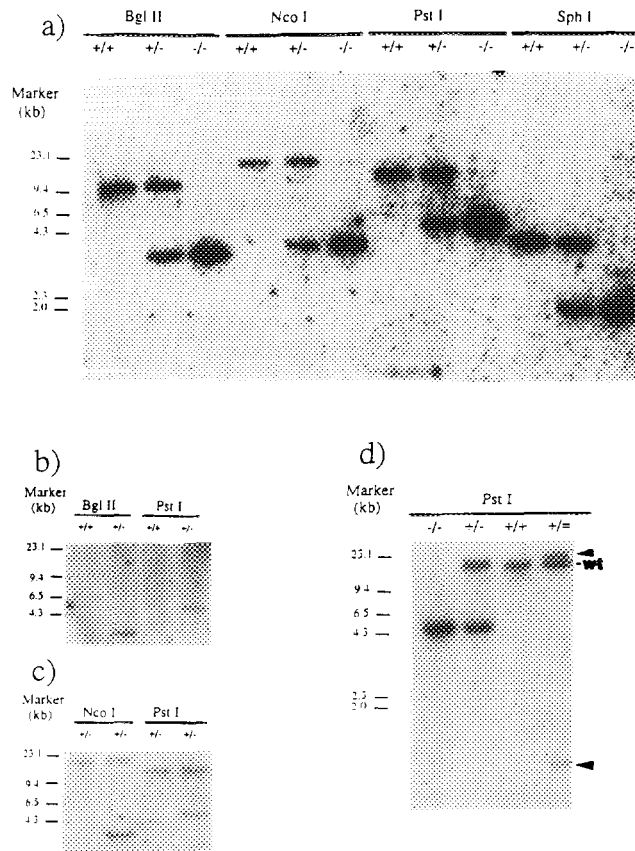 a)
Bgl II Nco I Pst I Sph I
+/+ +/- -/- +/+ +/- -/- +/+ +/- -/- +/+ +/- -/-
Marker
(kb)
23.1
9.4
6.5
4.3
2.3
2.0
b)
Marker
(kb)
Bgl II Pst I
+/+ +/- +/+ +/-
23.1
9.4
6.5
4.3
c)
Marker
(kb)
Nco I Pst I
+/- +/- +/- +/-
23.1
9.4
6.5
4.3
d)
Marker
(kb)
Pst I
-/- +/- +/+ +/=
23.1
wt
9.4
6.5
4.3
2.3
2.0